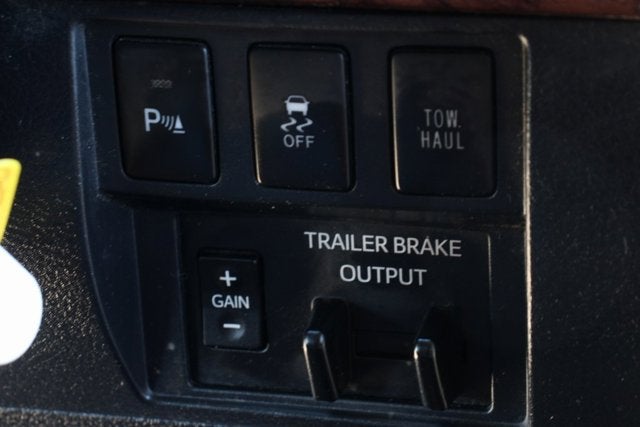 P
OFF
TOW
HAUL
TRAILER BRAKE
OUTPUT
+
GAIN
−